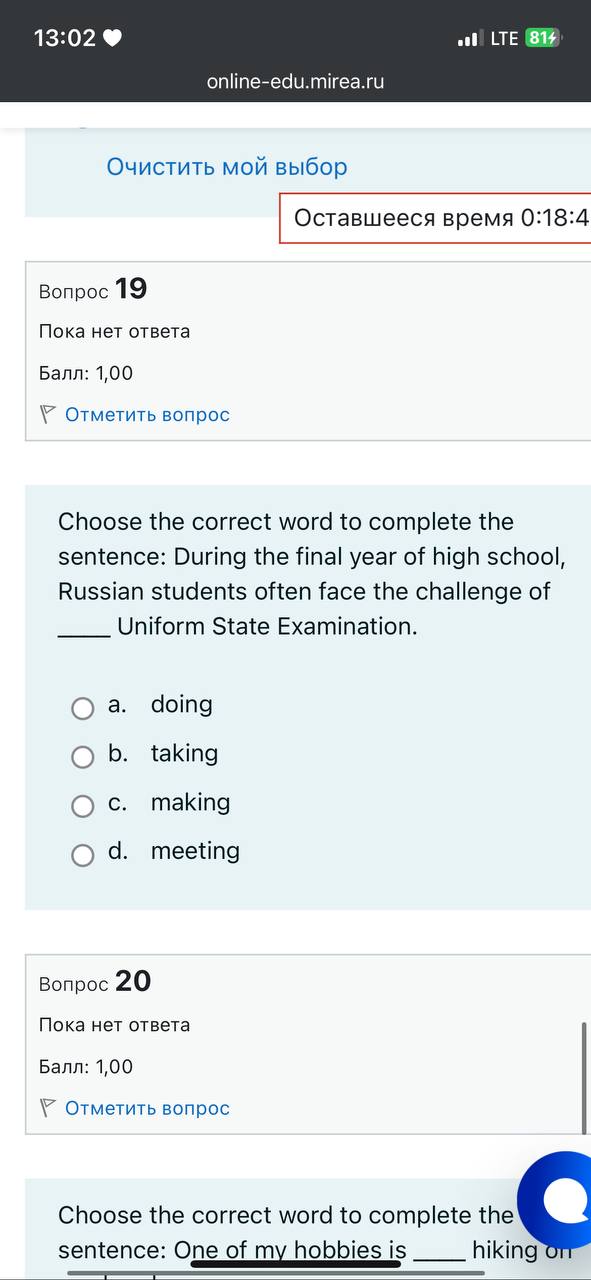 13:02
LTE 81
online-edu.mirea.ru
Очистить мой выбор
Оставшееся время 0:18:4
Вопрос 19
Пока нет ответа
Балл: 1,00
Отметить вопрос
Choose the correct word to complete the
sentence: During the final year of high school,
Russian students often face the challenge of
____ Uniform State Examination.
a. doing
b. taking
c. making
d. meeting
Вопрос 20
Пока нет ответа
Балл: 1,00
Отметить вопрос
Choose the correct word to complete the
sentence: One of my hobbies is ____ hiking on